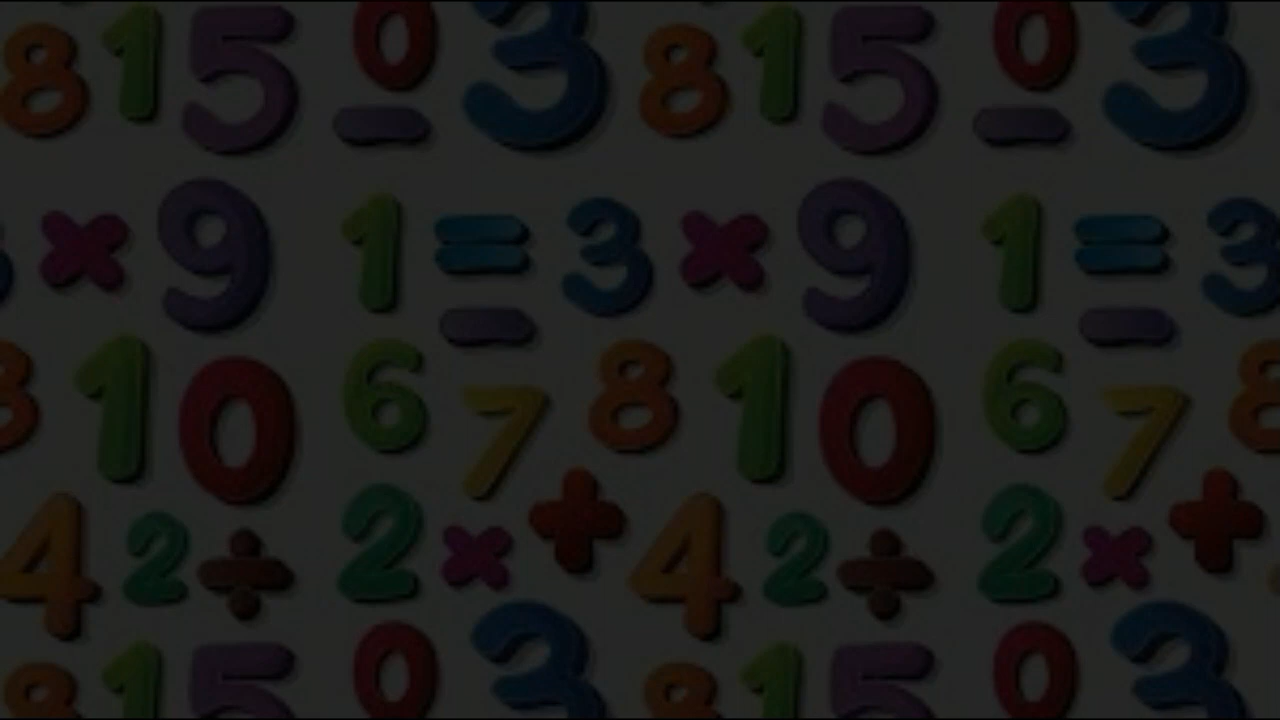 8 1 5 0 3 8 1 5 0 3
- -
× 9 1 = 3 × 9 1 = 3
- -
8 1 0 6 7 8 1 0 6 7 8
4 2 ÷ 2 × + 4 2 ÷ 2 × +
8 1 5 0 3 8 1 5 0 3